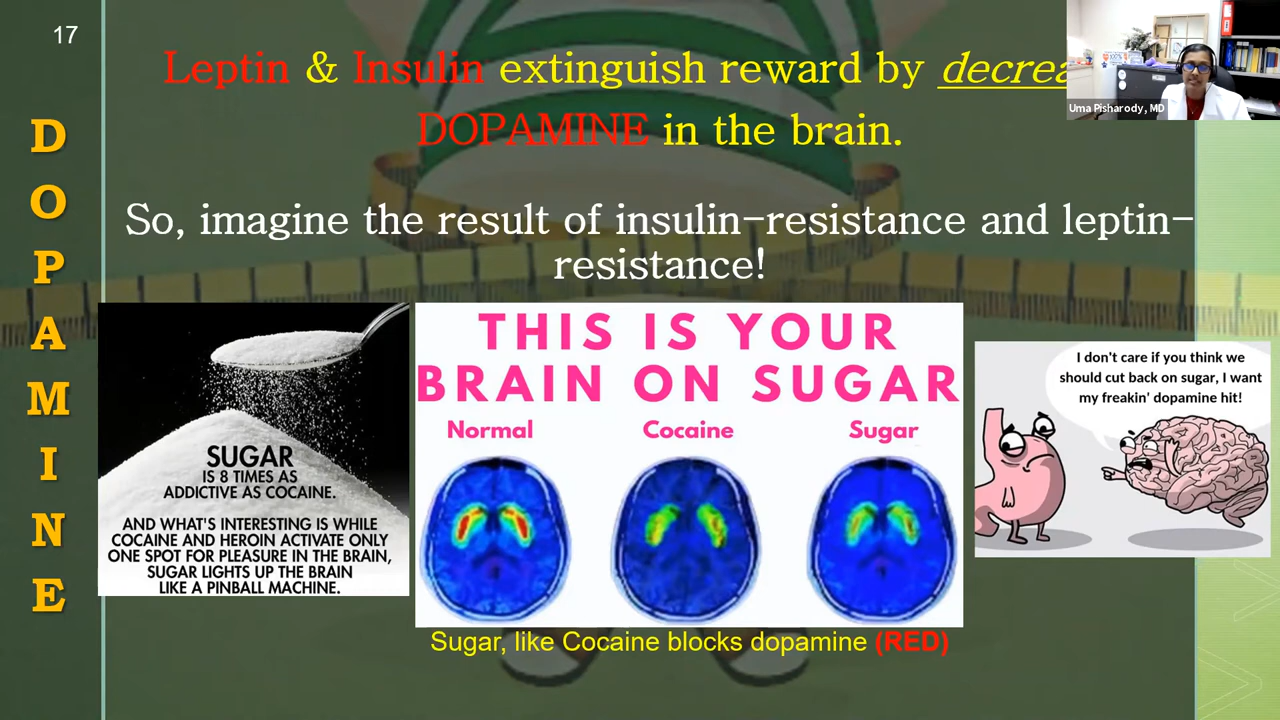 17
Leptin & Insulin extinguish reward by
DOPAMINE in the brain.
So, imagine the result of insulin-resistance and leptin-
resistance!
DOPAMINE
SUGAR
IS 8 TIMES AS
ADDICTIVE AS COCAINE.
AND WHAT'S INTERESTING IS WHILE
COCAINE AND HEROIN ACTIVATE ONLY
ONE SPOT FOR PLEASURE IN THE BRAIN,
SUGAR LIGHTS UP THE BRAIN
LIKE A PINBALL MACHINE.
THIS IS YOUR
BRAIN ON SUGAR
Normal Cocaine Sugar
Sugar, like Cocaine blocks dopamine (RED)
I don't care if you think we
should cut back on sugar, I want
my freakin' dopamine hit!
Uma Pisharody, MD